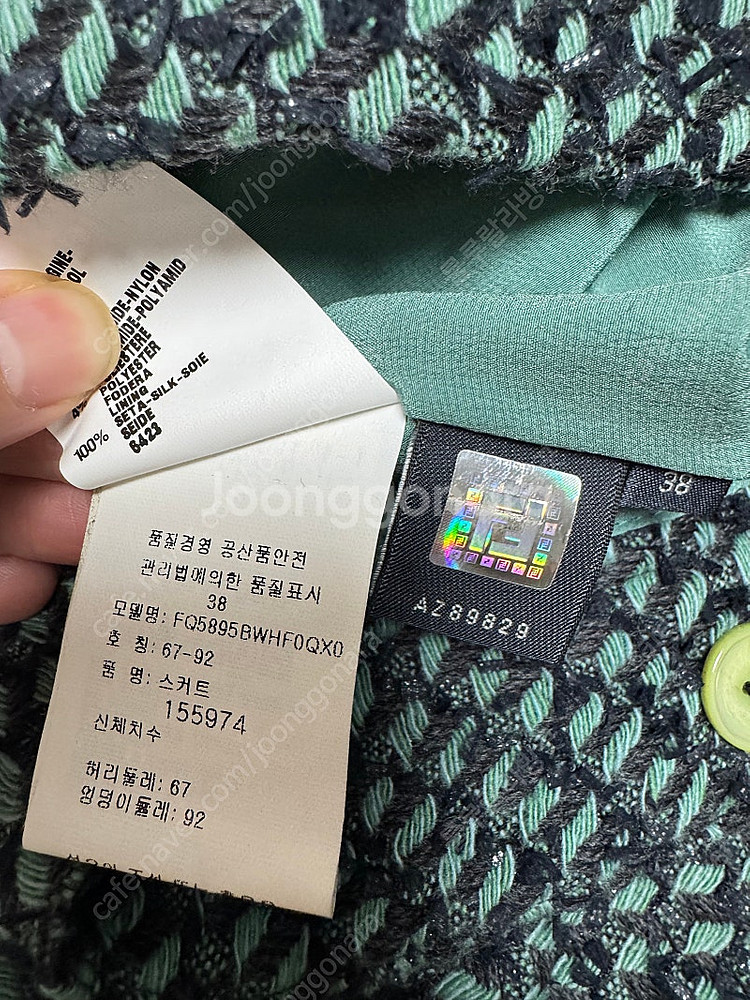 DE-NYLON
DE-POLYAMID
POLYESTER
FODERA
LINING
SETA-SILK-SOIE
100% SEIDE
6423
38
AZ89829
품질경영 공산품안전
관리법에의한 품질표시
38
모델명: FQ5895BWHF0QX0
호 칭: 67-92
품 명: 스커트
155974
신체치수
허리둘레: 67
엉덩이둘레: 92
Joonggonara